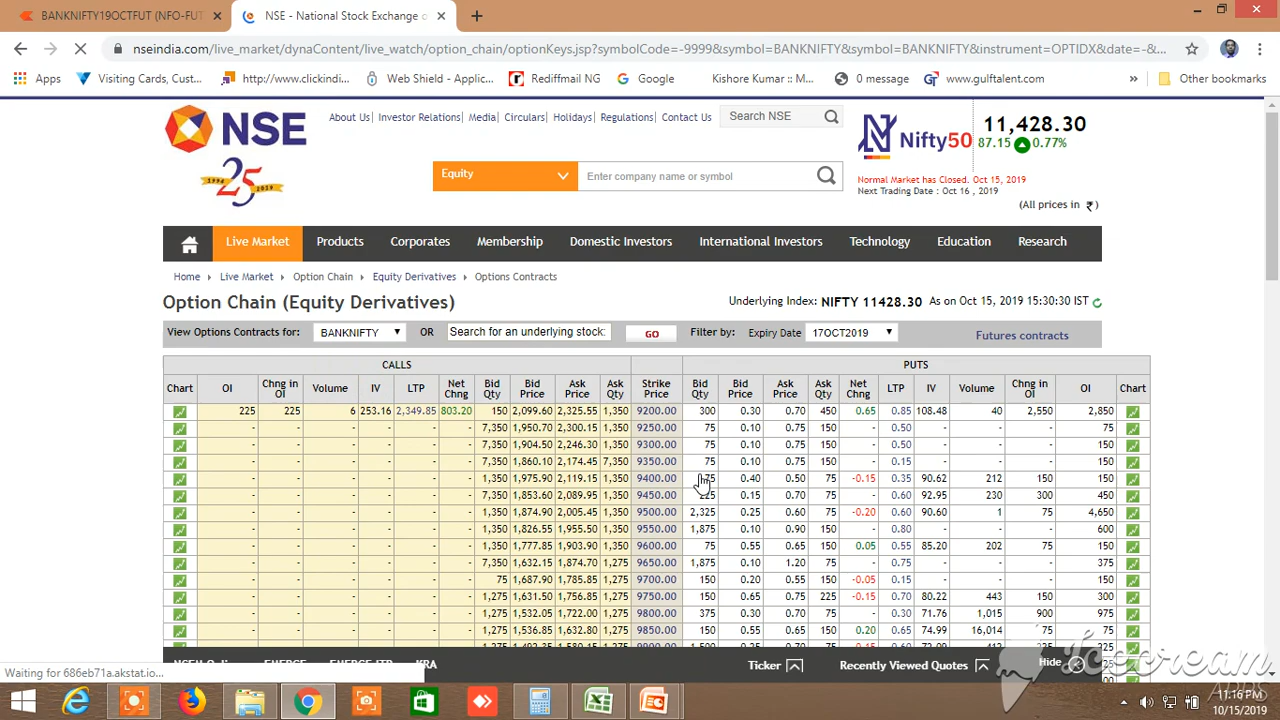 BANKNIFTY19OCTFUT (NFO-FUT
NSE - National Stock Exchange o
nseindia.com/live_market/dynaContent/live_watch/option_chain/optionKeys.jsp?symbolCode=-9999&symbol=BANKNIFTY&symbol=BANKNIFTY&instrument=OPTIDX&date=-&...
Apps Visiting Cards, Cust... http://www.clickindi... Web Shield - Applic... Rediffmail NG Google Kishore Kumar :: M... 0 message www.gulftalent.com » Other bookmarks
NSE
1994 25 2019
About Us Investor Relations Media Circulars Holidays Regulations Contact Us Search NSE
Equity Enter company name or symbol
Nifty50 11,428.30
87.15 0.77%
Normal Market has Closed. Oct 15, 2019
Next Trading Date : Oct 16 , 2019
(All prices in ₹)
Live Market Products Corporates Membership Domestic Investors International Investors Technology Education Research
Home Live Market Option Chain Equity Derivatives Options Contracts
Option Chain (Equity Derivatives) Underlying Index: NIFTY 11428.30 As on Oct 15, 2019 15:30:30 IST
View Options Contracts for: BANKNIFTY OR Search for an underlying stock: GO Filter by: Expiry Date 17OCT2019 Futures contracts
CALLS PUTS
Chart OI Chng in OI Volume IV LTP Net Chng Bid Qty Bid Price Ask Price Ask Qty Strike Price Bid Qty Bid Price Ask Price Ask Qty Net Chng LTP IV Volume Chng in OI OI Chart
225 225 6 253.16 2,349.85 803.20 150 2,099.60 2,325.55 1,350 9200.00 300 0.30 0.70 450 0.65 0.85 108.48 40 2,550 2,850
- - - - - - 7,350 1,950.70 2,300.15 1,350 9250.00 75 0.10 0.75 150 - 0.50 - - - 75
- - - - - - 7,350 1,904.50 2,246.30 1,350 9300.00 75 0.10 0.75 150 - 0.50 - - - 150
- - - - - - 7,350 1,860.10 2,174.45 7,350 9350.00 75 0.10 0.75 150 - 0.15 - - - 150
- - - - - - 1,350 1,975.90 2,119.15 1,350 9400.00 0.40 0.50 75 -0.15 0.35 90.62 212 150 150
- - - - - - 1,350 1,853.60 2,089.95 1,350 9450.00 0.15 0.70 75 - 0.60 92.95 230 300 450
- - - - - - 1,350 1,874.90 2,005.45 1,350 9500.00 2,325 0.25 0.60 75 -0.20 0.60 90.60 1 75 4,650
- - - - - - 1,350 1,826.55 1,955.50 1,350 9550.00 1,875 0.10 0.90 150 - 0.80 - - - 600
- - - - - - 1,350 1,777.85 1,903.90 1,350 9600.00 75 0.55 0.65 150 0.05 0.55 85.20 202 75 150
- - - - - - 7,350 1,632.15 1,874.70 1,275 9650.00 1,875 0.10 1.20 75 - 0.75 - - - 375
- - - - - - 75 1,687.90 1,785.85 1,275 9700.00 150 0.20 0.55 150 -0.05 0.15 - - - 150
- - - - - - 1,275 1,631.50 1,756.85 1,275 9750.00 150 0.65 0.75 225 -0.15 0.70 80.22 443 150 300
- - - - - - 1,275 1,532.05 1,722.00 1,275 9800.00 375 0.30 0.70 75 - 0.30 71.76 1,015 900 975
- - - - - - 1,275 1,536.85 1,632.80 1,275 9850.00 150 0.55 0.65 150 0.20 0.65 74.99 16,014 75 75
Ticker Recently Viewed Quotes Hide
Waiting for 686eb71a.akstat.io...
Icecream
APPS
11:16 PM
10/15/2019